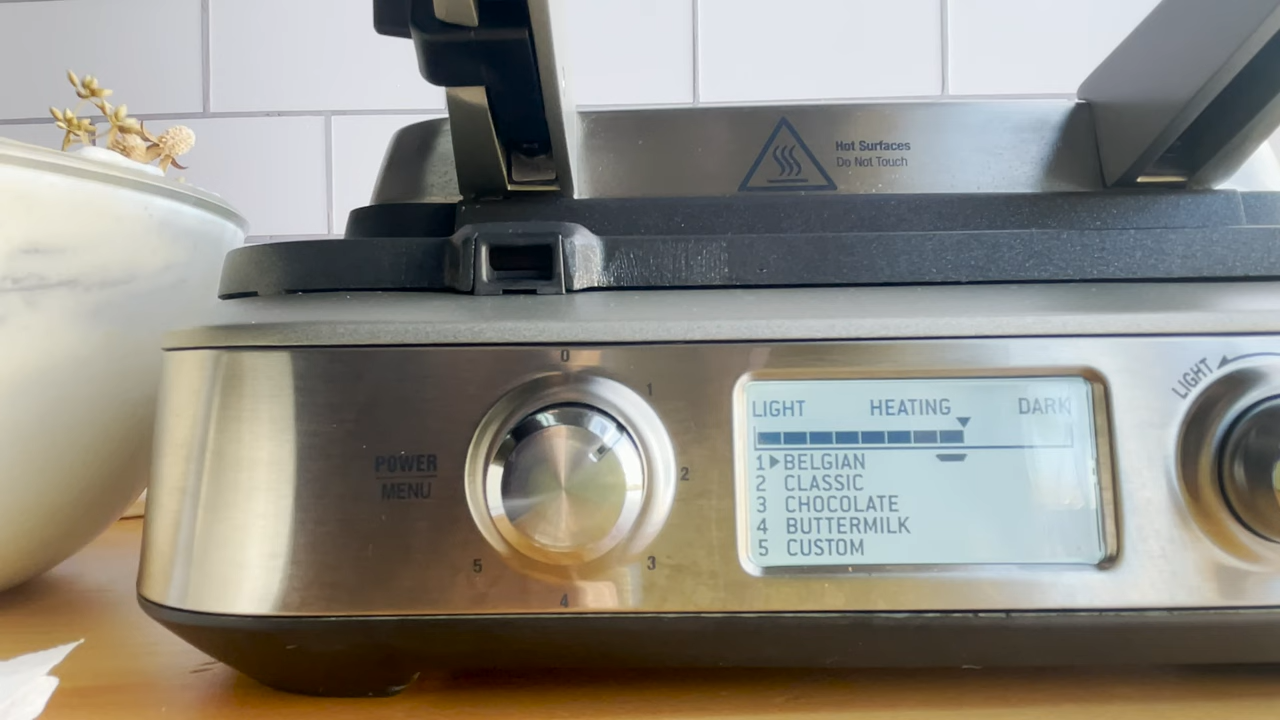 Hot Surfaces
Do Not Touch
0
1
2
3
4
5
POWER
MENU
LIGHT HEATING DARK
1 BELGIAN
2 CLASSIC
3 CHOCOLATE
4 BUTTERMILK
5 CUSTOM
LIGHT